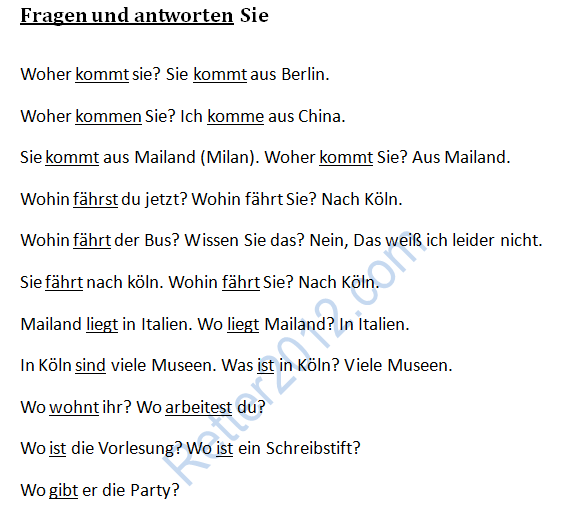 Fragen und antworten Sie
Woher kommt sie? Sie kommt aus Berlin.
Woher kommen Sie? Ich komme aus China.
Sie kommt aus Mailand (Milan). Woher kommt Sie? Aus Mailand.
Wohin fährst du jetzt? Wohin fährt Sie? Nach Köln.
Wohin fährt der Bus? Wissen Sie das? Nein, Das weiß ich leider nicht.
Sie fährt nach köln. Wohin fährt Sie? Nach Köln.
Mailand liegt in Italien. Wo liegt Mailand? In Italien.
In Köln sind viele Museen. Was ist in Köln? Viele Museen.
Wo wohnt ihr? Wo arbeitest du?
Wo ist die Vorlesung? Wo ist ein Schreibstift?
Wo gibt er die Party?
Retter2012.com